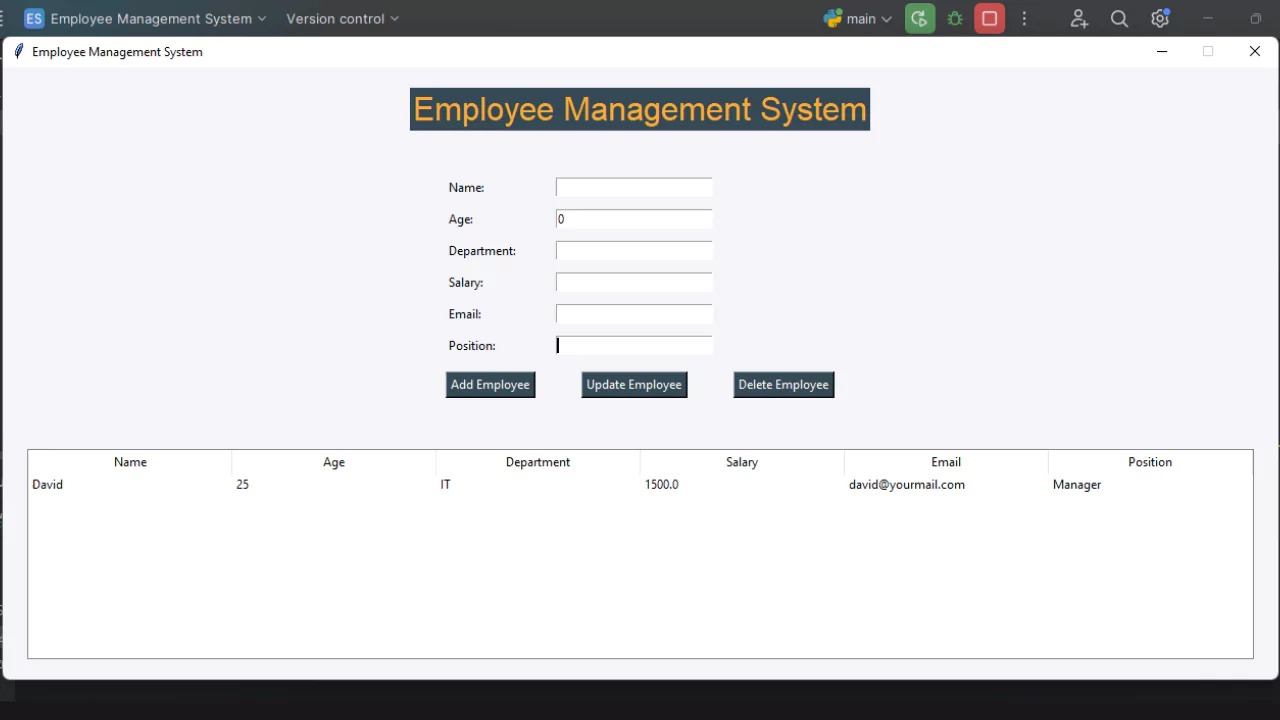 ES Employee Management System Version control main
Employee Management System
Employee Management System
Name:
Age: 0
Department:
Salary:
Email:
Position:
Add Employee Update Employee Delete Employee
Name Age Department Salary Email Position
David 25 IT 1500.0 david@yourmail.com Manager